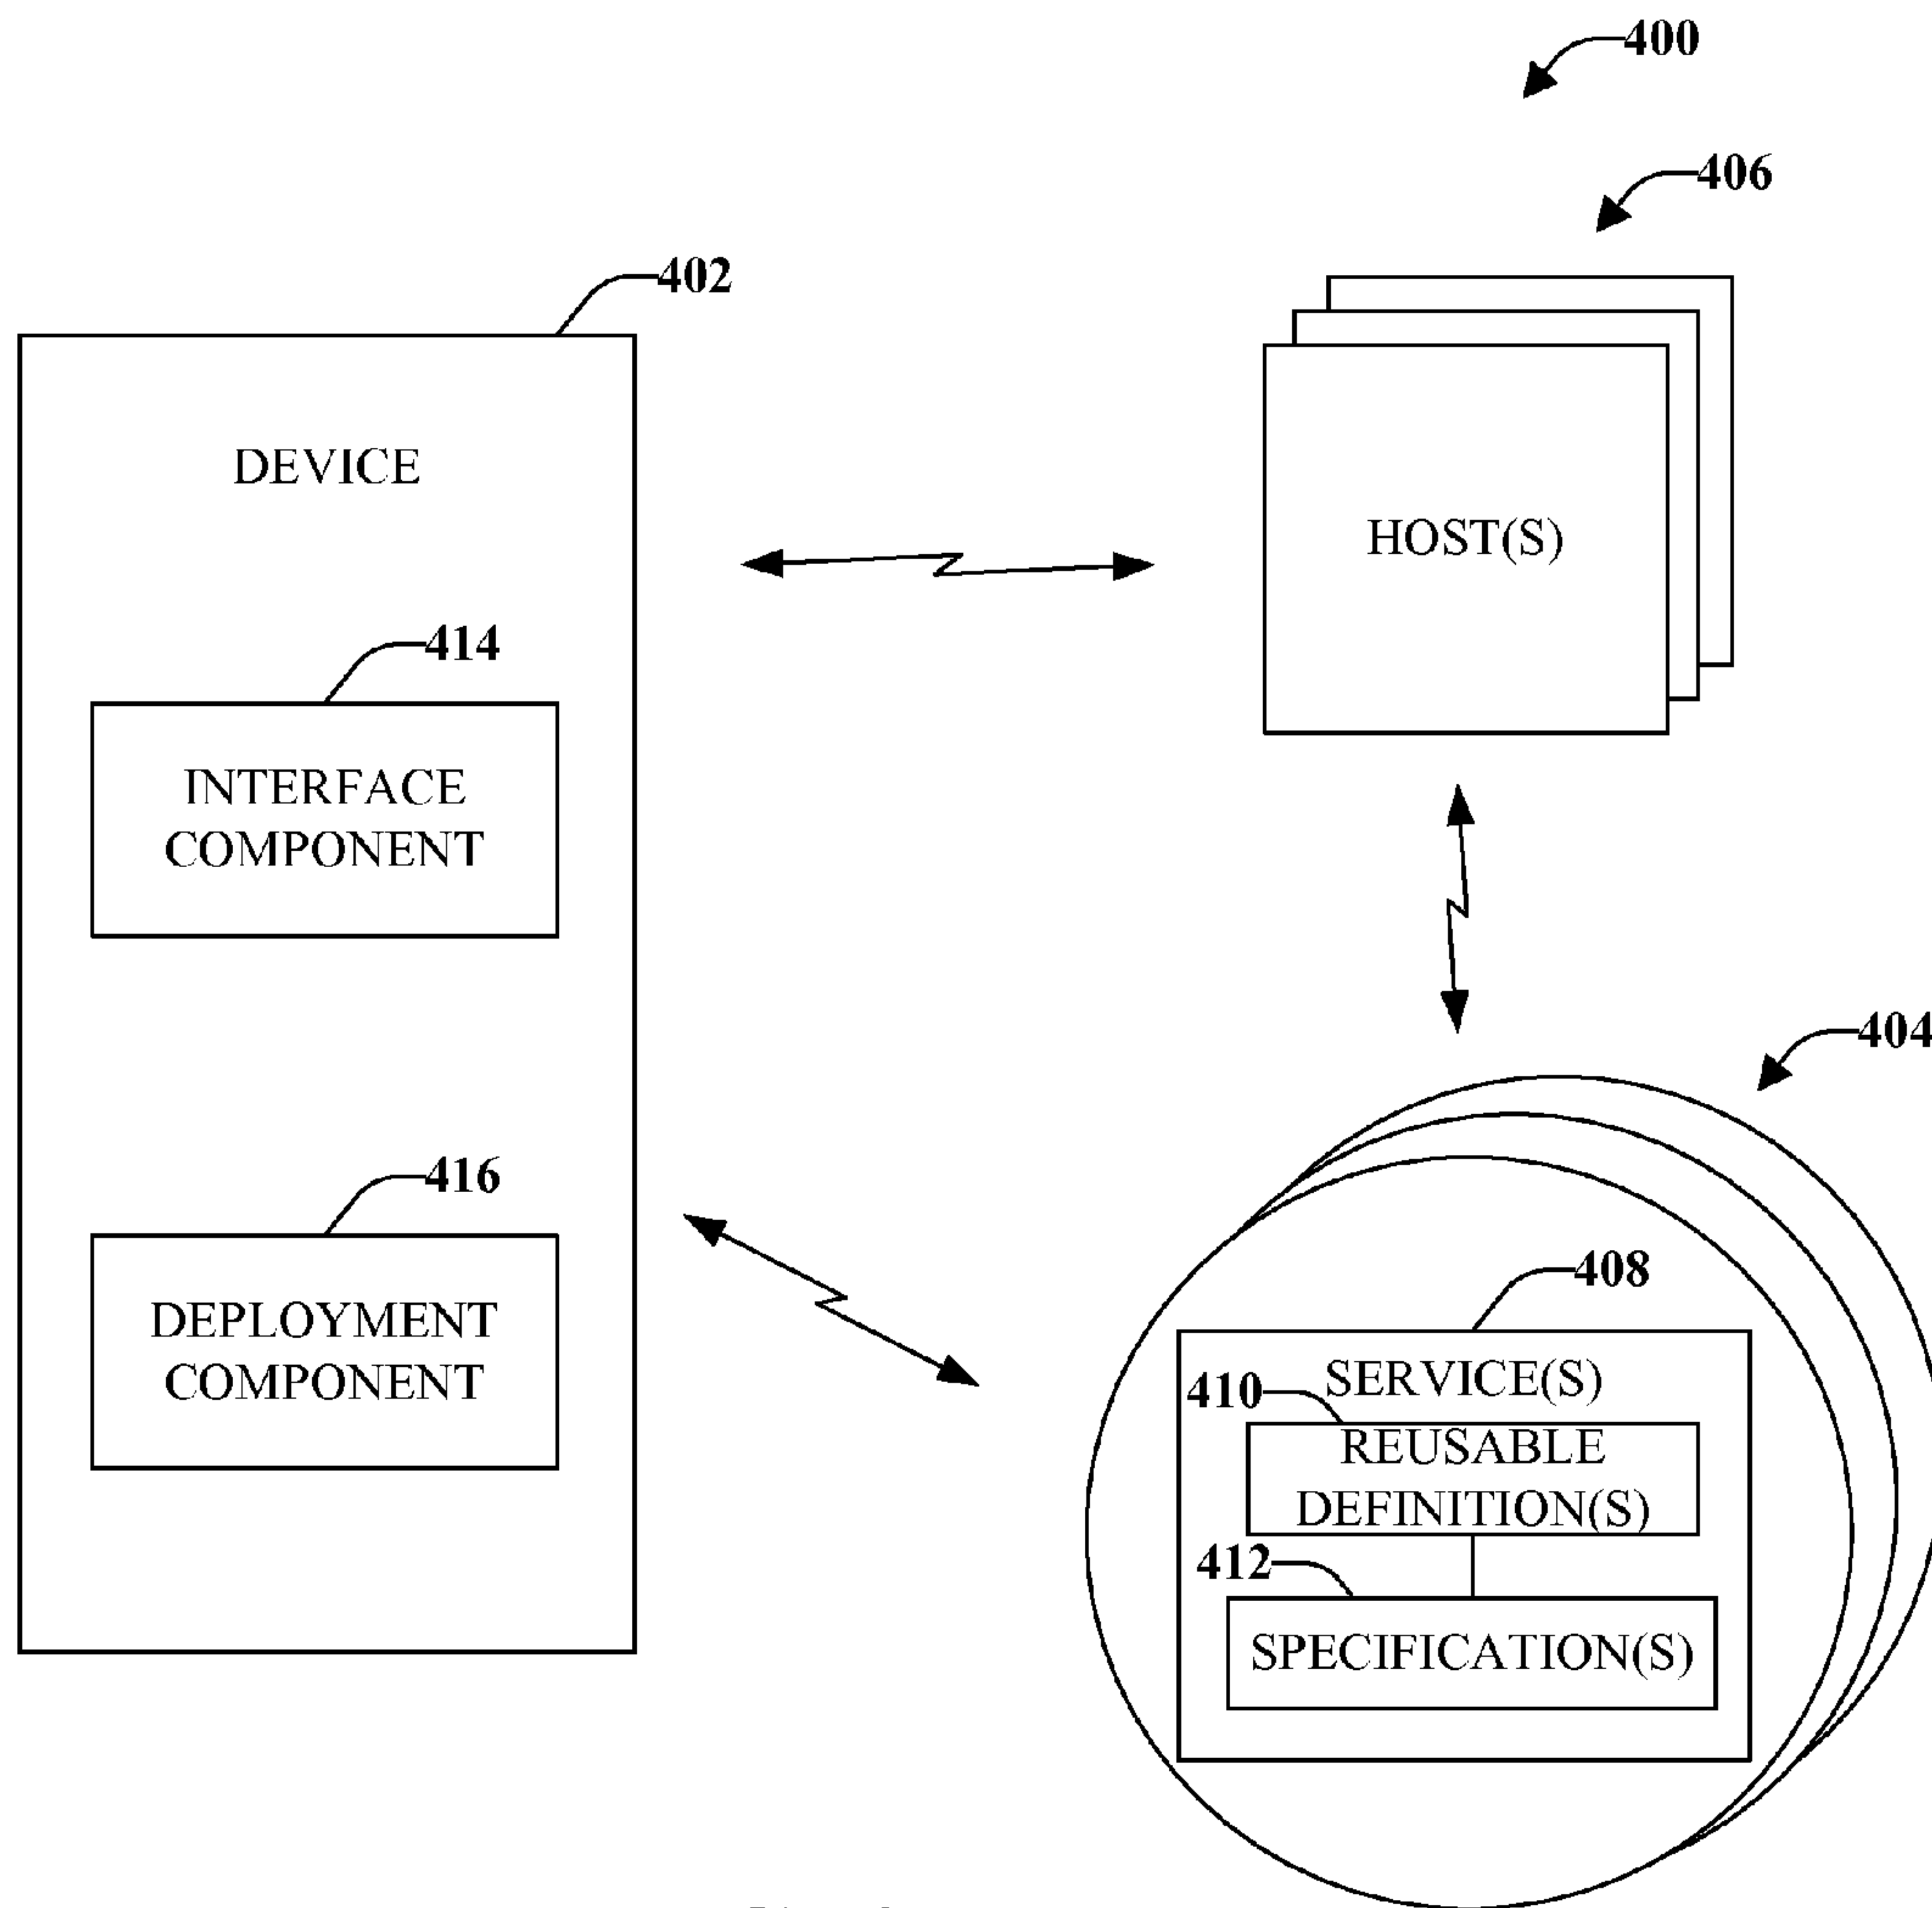 400
406
402
DEVICE
HOST(S)
414
INTERFACE
COMPONENT
404
416
DEPLOYMENT
COMPONENT
408
SERVICE(S)
410
REUSABLE
DEFINITION(S)
412
SPECIFICATION(S)